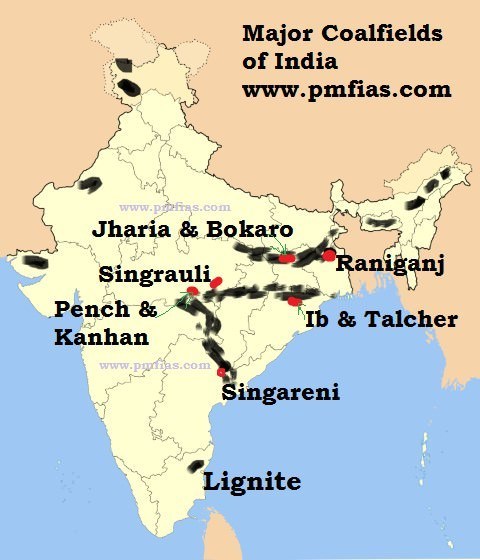 Major Coalfields
of India
www.pmfias.com
www.pmfias.com
Jharia & Bokaro
Raniganj
Singrauli
Pench &
Kanhan
Ib & Talcher
www.pmfias.com
Singareni
Lignite